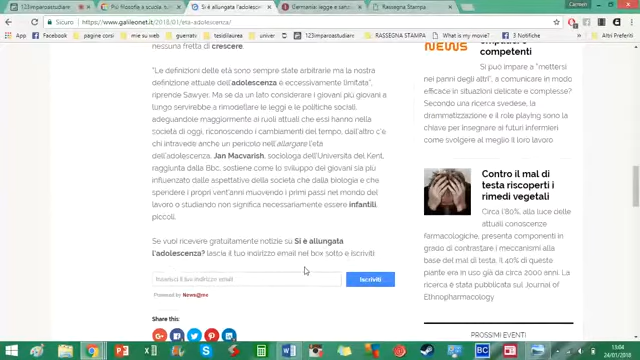 123imparoastudiare
Più filosofia a scuola
Si è allungata l'adolesc
Germania: legge e satir
Rassegna Stampa
Carmen
Sicuro
https://www.galileonet.it/2018/01/eta-adolescenza/
App
123imparoastudiare
unibo
film
tesidilaurea
unisol
DIDATTICA
RASSEGNA STAMPA
What is my movie?
3 Build software better,
Altri Preferiti
nessuna fretta di crescere.
"Le definizioni delle età sono sempre state arbitrarie ma la nostra
definizione attuale dell'adolescenza è eccessivamente limitata",
riprende Sawyer. Ma se da un lato considerare i giovani più giovani a
lungo servirebbe a rimodellare le leggi e le politiche sociali,
adeguandole maggiormente ai ruoli attuali che essi hanno nella
società di oggi, riconoscendo i cambiamenti del tempo, dall'altro c'è
chi intravede anche un pericolo nell'allargare l'età
dell'adolescenza. Jan Macvarish, sociologa dell'Università del Kent,
raggiunta dalla Bbc, sostiene come lo sviluppo dei giovani sia più
influenzato dalle aspettative della società che dalla biologia e che
spendere i propri vent'anni muovendo i primi passi nel mondo del
lavoro o studiando non significa necessariamente essere infantili,
piccoli.
Se vuoi ricevere gratuitamente notizie su Si è allungata
l'adolescenza? lascia il tuo indirizzo email nel box sotto e iscriviti
Inserisci il tuo indirizzo email
Iscriviti
Powered by News@me
Share this:
NEWS
competenti
Si può impara a "mettersi
nei panni degli altri", a comunicare in modo
efficace in situazioni delicate e complesse?
Secondo una ricerca svedese, la
drammatizzazione e il role playing sono la
chiave per insegnare ai futuri infermieri
come svolgere al meglio il loro lavoro
Contro il mal di
testa riscoperti i
rimedi vegetali
Circa l'80%, alla luce delle
attuali conoscenze
farmacologiche, presenta componenti in
grado di contrastare i meccanismi alla
base del mal di testa. Il 40% di queste
piante era in uso già da circa 2000 anni. La
ricerca è stata pubblicata sul Journal of
Ethnopharmacology
PROSSIMI EVENTI
13:04
24/01/2018